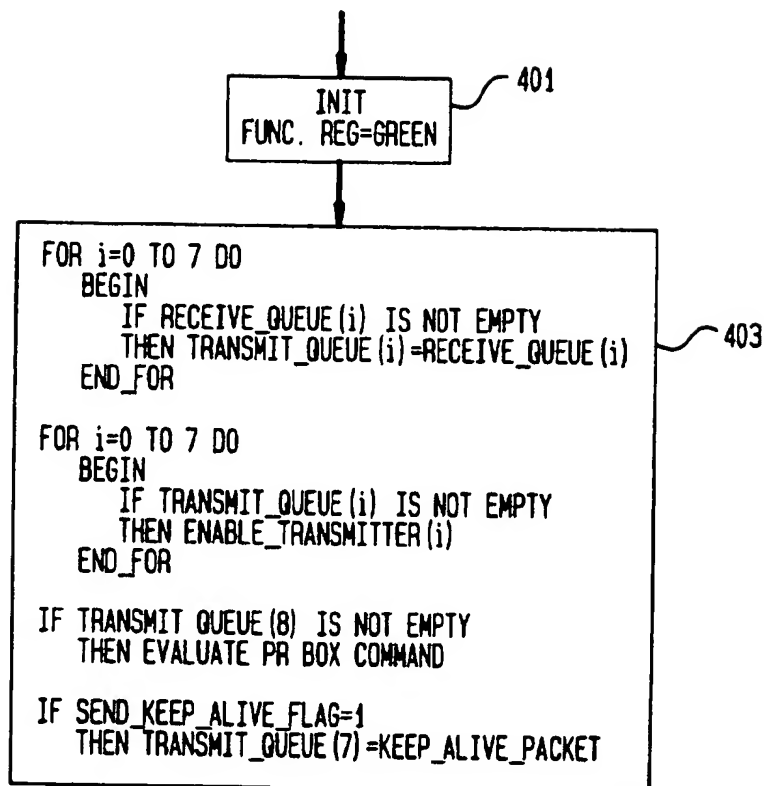 INIT
FUNC. REG=GREEN
401
FOR i=0 TO 7 DO
BEGIN
IF RECEIVE_QUEUE(i) IS NOT EMPTY
THEN TRANSMIT_QUEUE(i)=RECEIVE_QUEUE(i)
END_FOR
403
FOR i=0 TO 7 DO
BEGIN
IF TRANSMIT_QUEUE(i) IS NOT EMPTY
THEN ENABLE_TRANSMITTER(i)
END_FOR
IF TRANSMIT QUEUE(8) IS NOT EMPTY
THEN EVALUATE PR BOX COMMAND
IF SEND_KEEP_ALIVE_FLAG=1
THEN TRANSMIT_QUEUE(7)=KEEP_ALIVE_PACKET